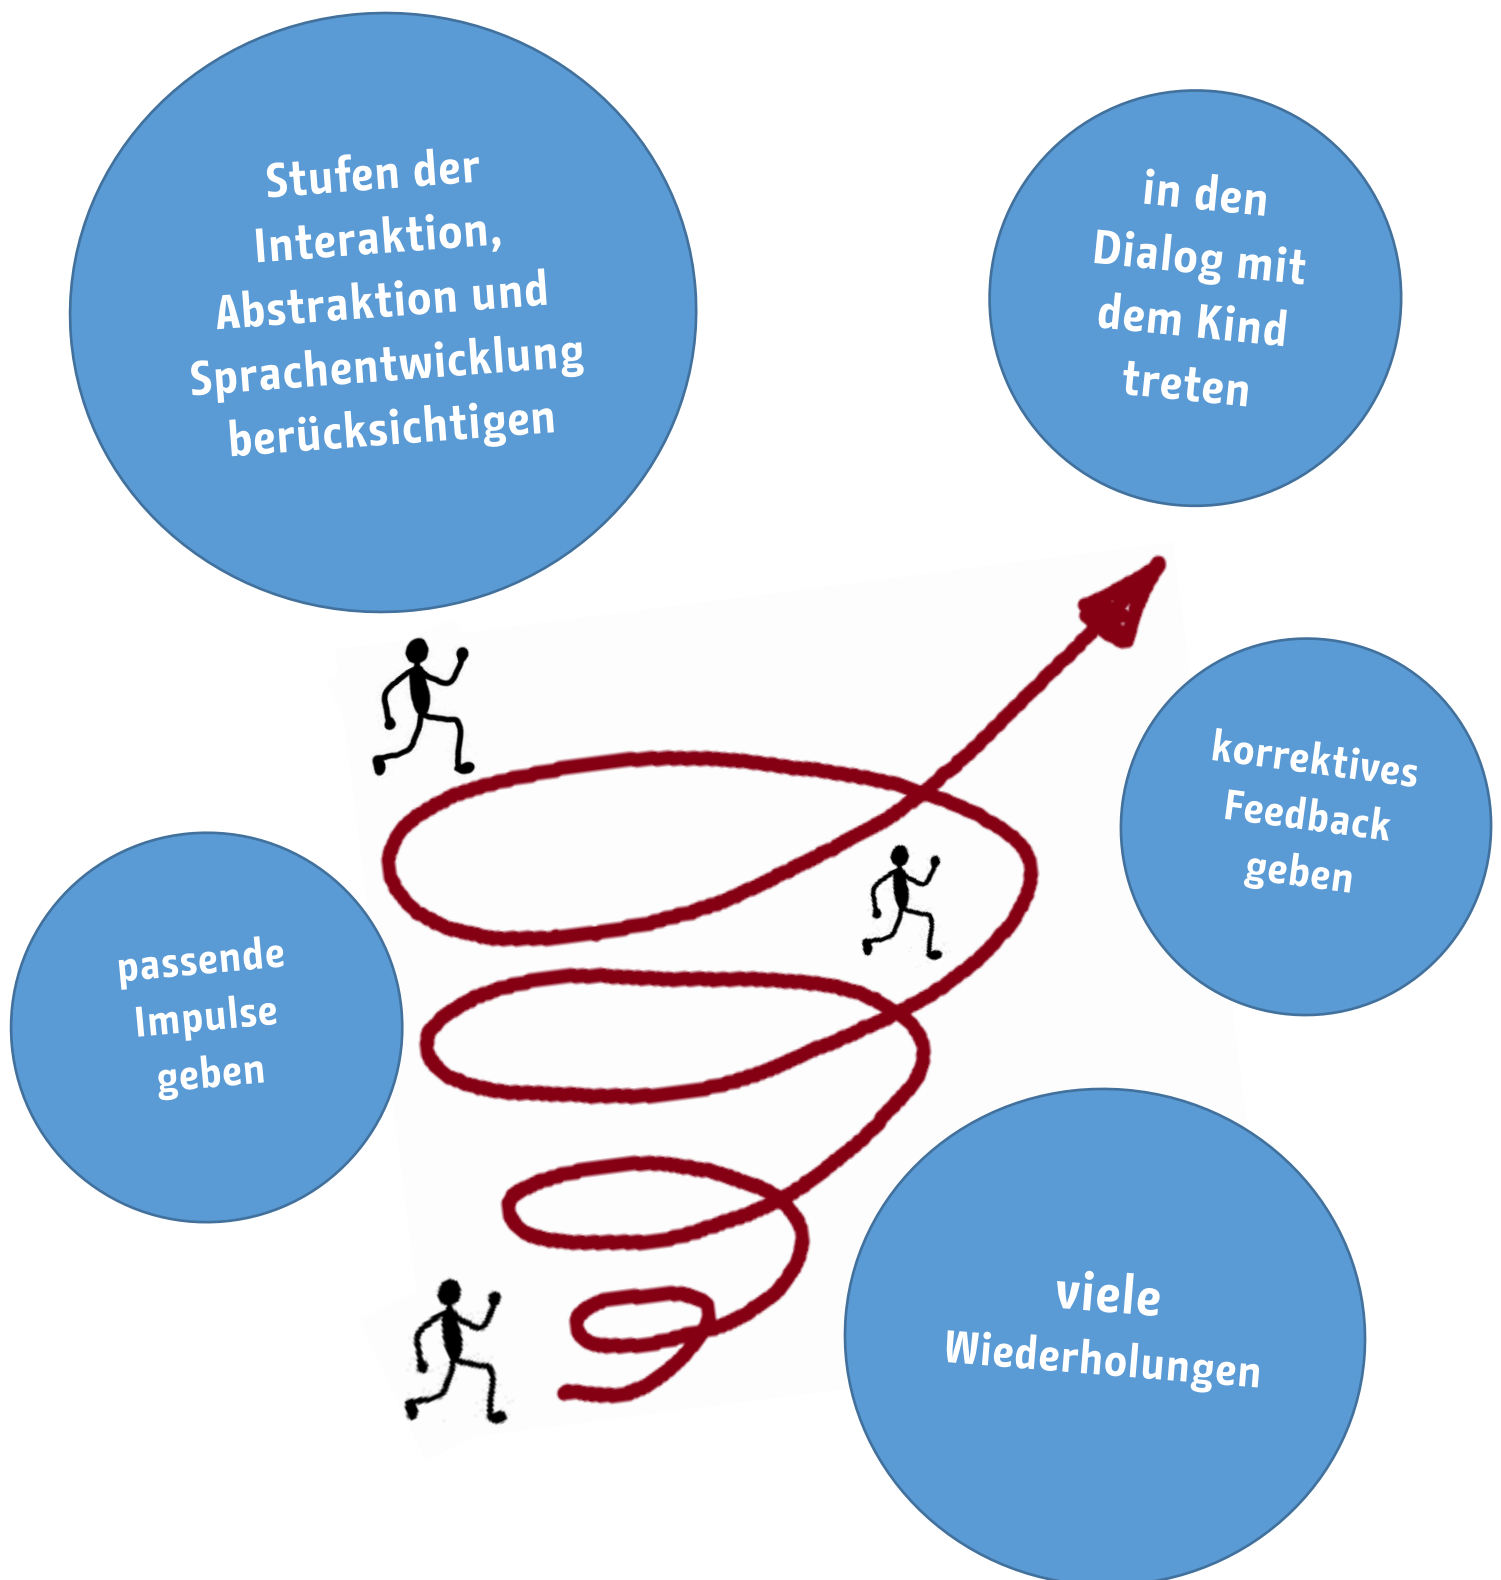 Stufen der
Interaktion,
Abstraktion und
Sprachentwicklung
berücksichtigen
in den
Dialog mit
dem Kind
treten
korrektives
Feedback
geben
passende
Impulse
geben
viele
Wiederholungen